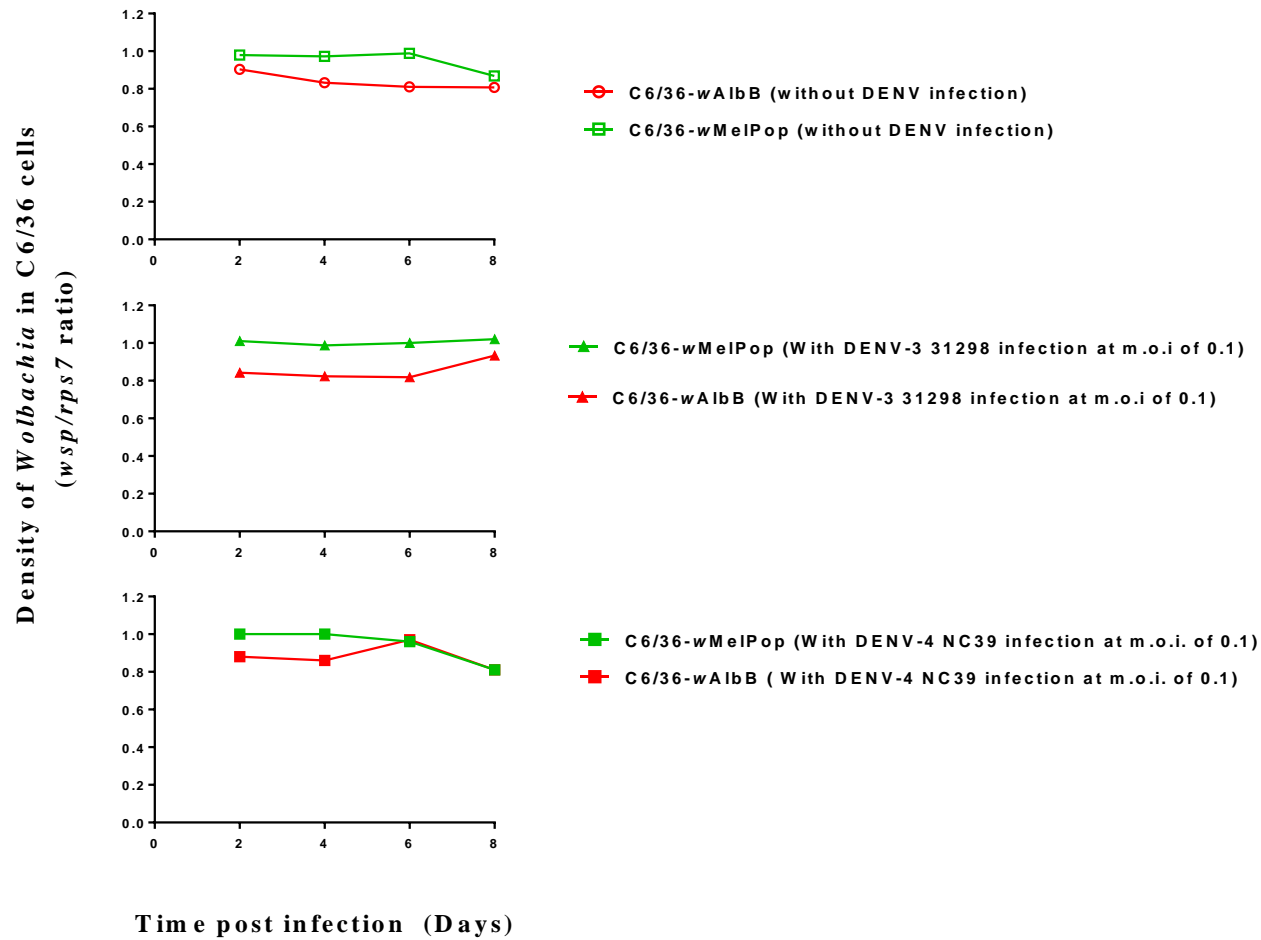 Density of Wolbachia in C6/36 cells
(wsp/rps7 ratio)
1.2
1.0
0.8
0.6
0.4
0.2
0.0
0 2 4 6 8
C6/36-wAlbB (without DENV infection)
C6/36-wMelPop (without DENV infection)
1.2
1.0
0.8
0.6
0.4
0.2
0.0
0 2 4 6 8
C6/36-wMelPop (With DENV-3 31298 infection at m.o.i of 0.1)
C6/36-wAlbB (With DENV-3 31298 infection at m.o.i of 0.1)
1.2
1.0
0.8
0.6
0.4
0.2
0.0
0 2 4 6 8
C6/36-wMelPop (With DENV-4 NC39 infection at m.o.i. of 0.1)
C6/36-wAlbB ( With DENV-4 NC39 infection at m.o.i. of 0.1)
Time post infection (Days)